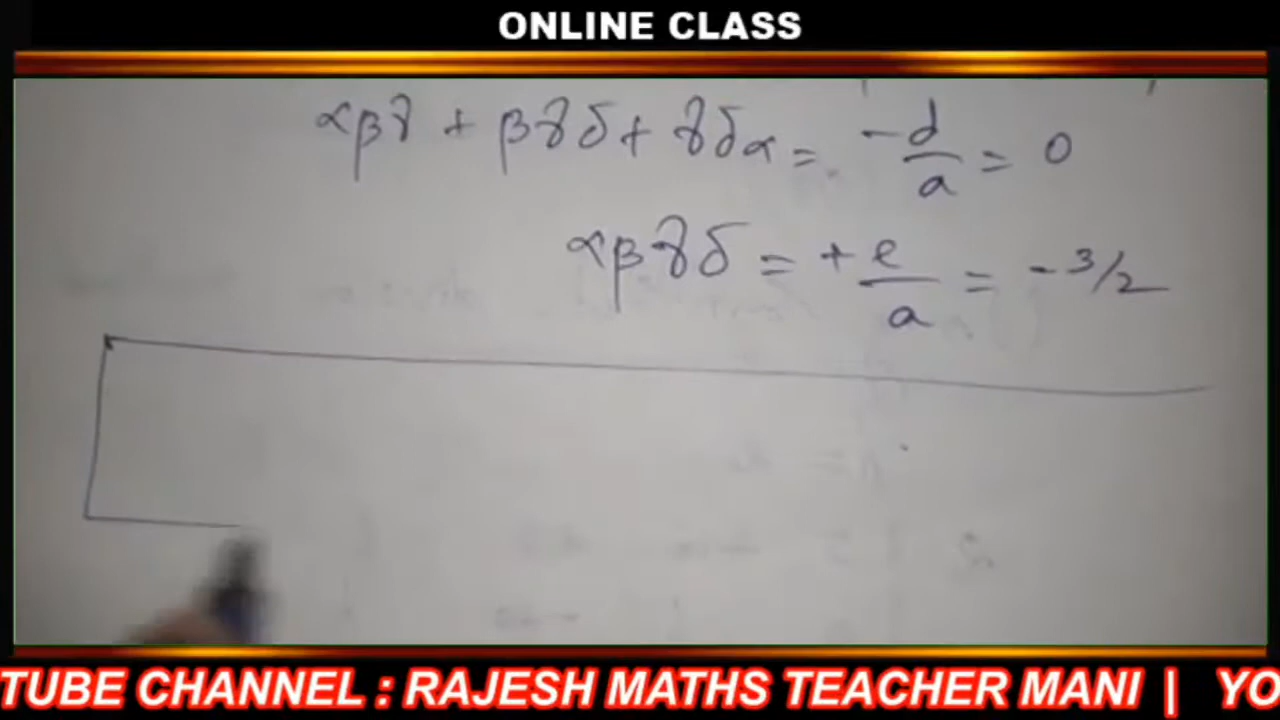 ONLINE CLASS
αβγ + βγδ + γδα = -d/a = 0
αβγδ = +e/a = -3/2
TUBE CHANNEL : RAJESH MATHS TEACHER MANI | YO